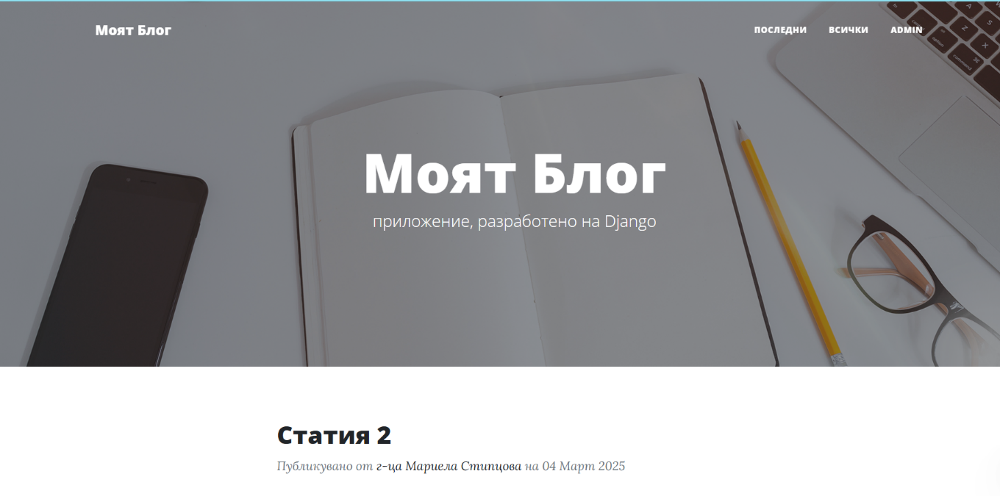 Моят Блог
ПОСЛЕДНИ ВСИЧКИ ADMIN
Моят Блог
приложение, разработено на Django
Статия 2
Публикувано от г-ца Мариела Стипцова на 04 Март 2025